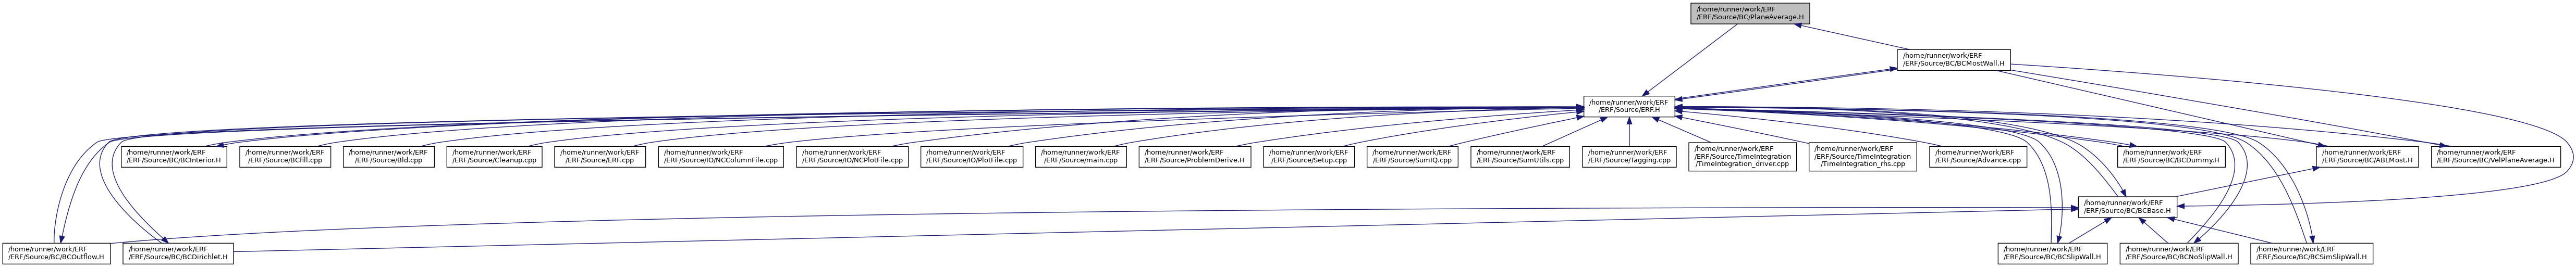 /home/runner/work/ERF
/ERF/Source/BC/PlaneAverage.H
/home/runner/work/ERF
/ERF/Source/BC/BCMostWall.H
/home/runner/work/ERF
/ERF/Source/ERF.H
/home/runner/work/ERF
/ERF/Source/BC/BCInterior.H
/home/runner/work/ERF
/ERF/Source/BCfill.cpp
/home/runner/work/ERF
/ERF/Source/Bld.cpp
/home/runner/work/ERF
/ERF/Source/Cleanup.cpp
/home/runner/work/ERF
/ERF/Source/ERF.cpp
/home/runner/work/ERF
/ERF/Source/IO/NCColumnFile.cpp
/home/runner/work/ERF
/ERF/Source/IO/NCPlotFile.cpp
/home/runner/work/ERF
/ERF/Source/IO/PlotFile.cpp
/home/runner/work/ERF
/ERF/Source/main.cpp
/home/runner/work/ERF
/ERF/Source/ProblemDerive.H
/home/runner/work/ERF
/ERF/Source/Setup.cpp
/home/runner/work/ERF
/ERF/Source/SumIQ.cpp
/home/runner/work/ERF
/ERF/Source/SumUtils.cpp
/home/runner/work/ERF
/ERF/Source/Tagging.cpp
/home/runner/work/ERF
/ERF/Source/TimeIntegration
/TimeIntegration_driver.cpp
/home/runner/work/ERF
/ERF/Source/TimeIntegration
/TimeIntegration_rhs.cpp
/home/runner/work/ERF
/ERF/Source/Advance.cpp
/home/runner/work/ERF
/ERF/Source/BC/BCDummy.H
/home/runner/work/ERF
/ERF/Source/BC/ABLMost.H
/home/runner/work/ERF
/ERF/Source/BC/VelPlaneAverage.H
/home/runner/work/ERF
/ERF/Source/BC/BCBase.H
/home/runner/work/ERF
/ERF/Source/BC/BCOutflow.H
/home/runner/work/ERF
/ERF/Source/BC/BCDirichlet.H
/home/runner/work/ERF
/ERF/Source/BC/BCSlipWall.H
/home/runner/work/ERF
/ERF/Source/BC/BCNoSlipWall.H
/home/runner/work/ERF
/ERF/Source/BC/BCSimSlipWall.H